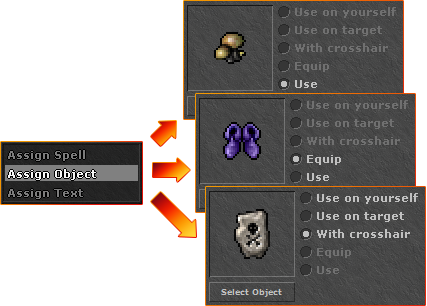 Use on yourself
Use on target
With crosshair
Equip
Use
Assign Spell
Assign Object
Assign Text
Use on yourself
Use on target
With crosshair
Equip
Use
Use on yourself
Use on target
With crosshair
Equip
Use
Select Object